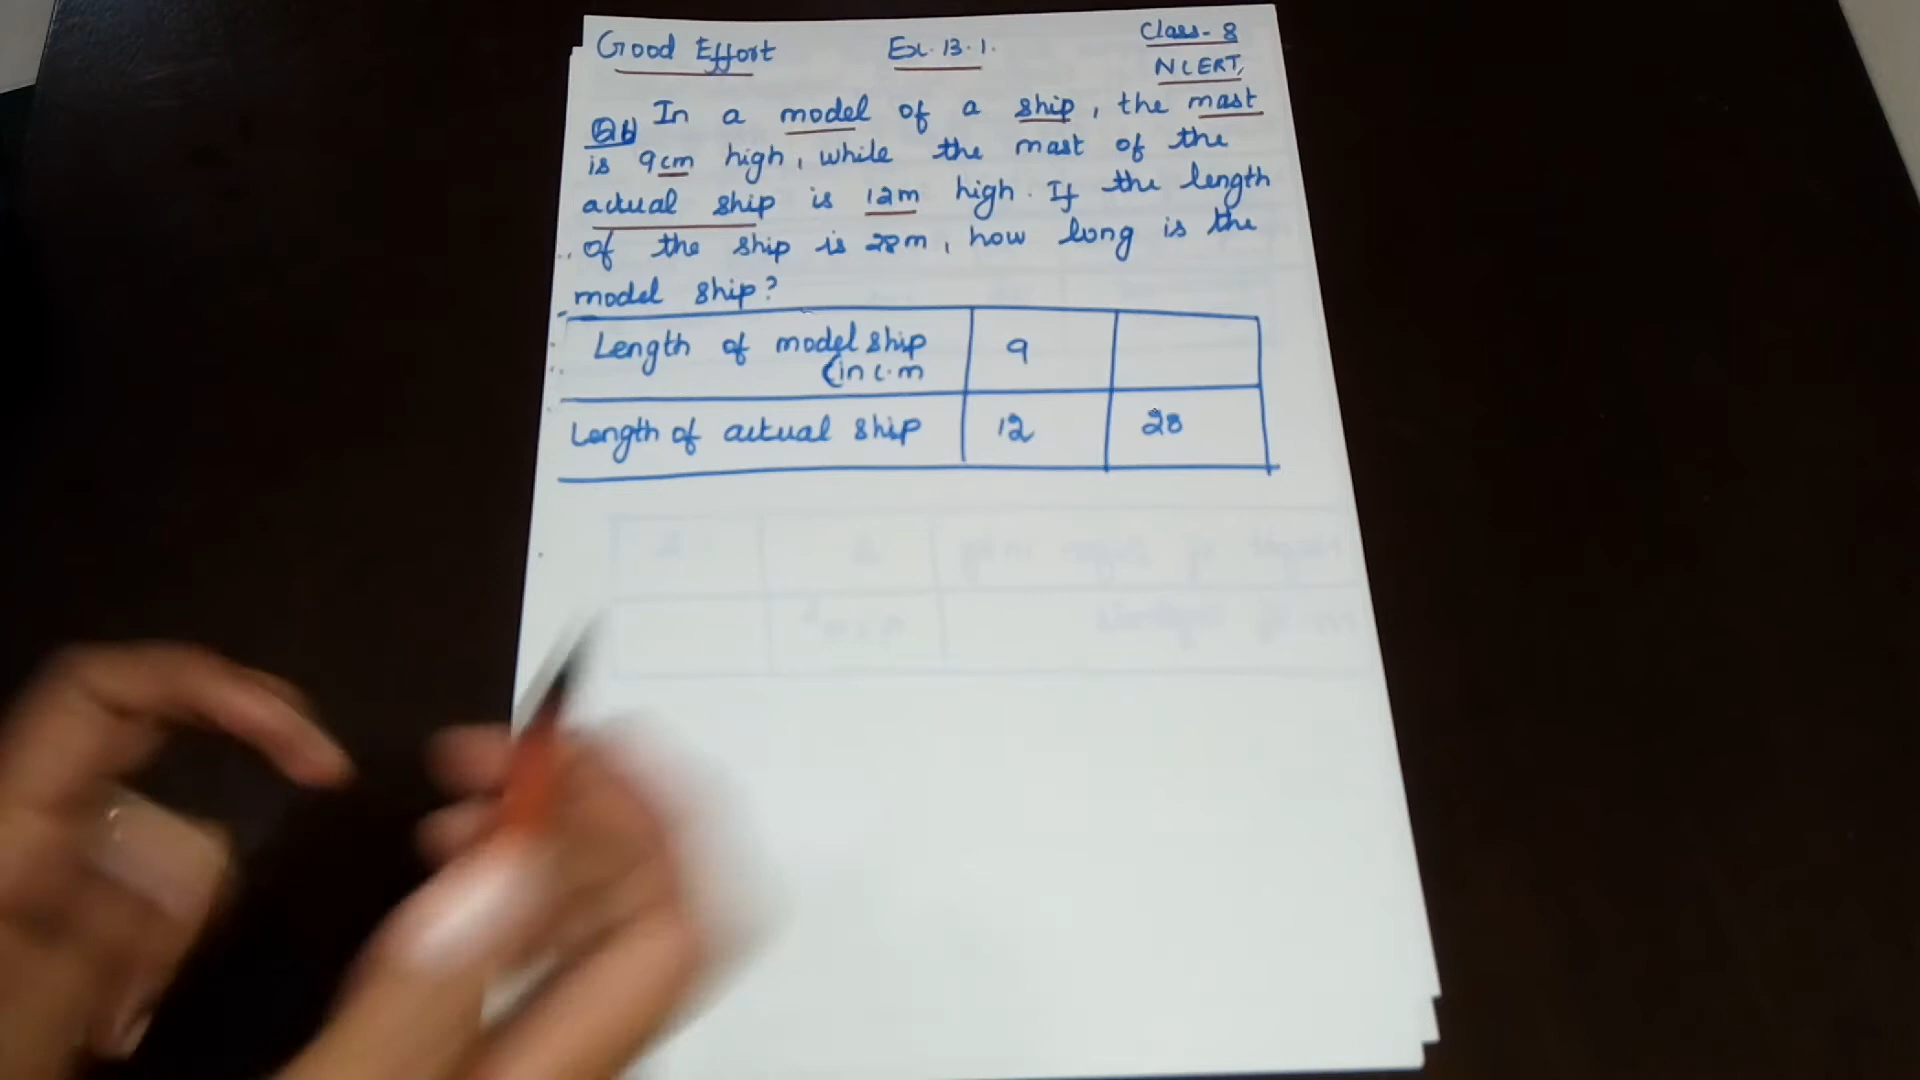 Good Effort
Ex. 13.1.
Class-8
NCERT,
Q6 In a model of a ship, the mast
is 9cm high, while the mast of the
actual ship is 12m high. If the length
of the ship is 28m, how long is the
model ship?
Length of model ship 9
(in c.m
Length of actual ship 12 28